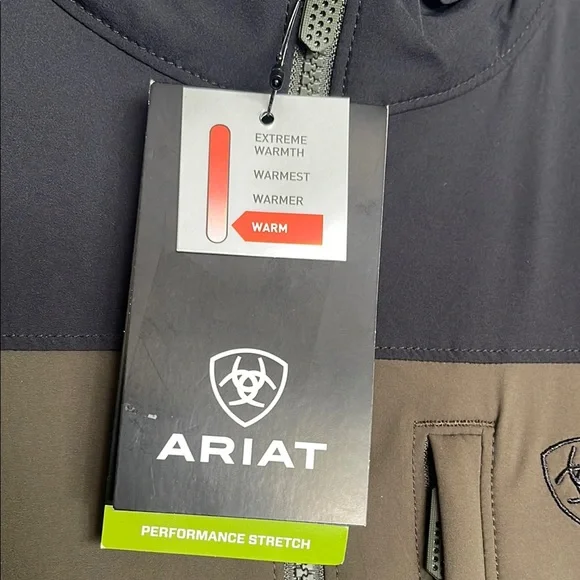 EXTREME
WARMTH
WARMEST
WARMER
WARM
ARIAT
PERFORMANCE STRETCH